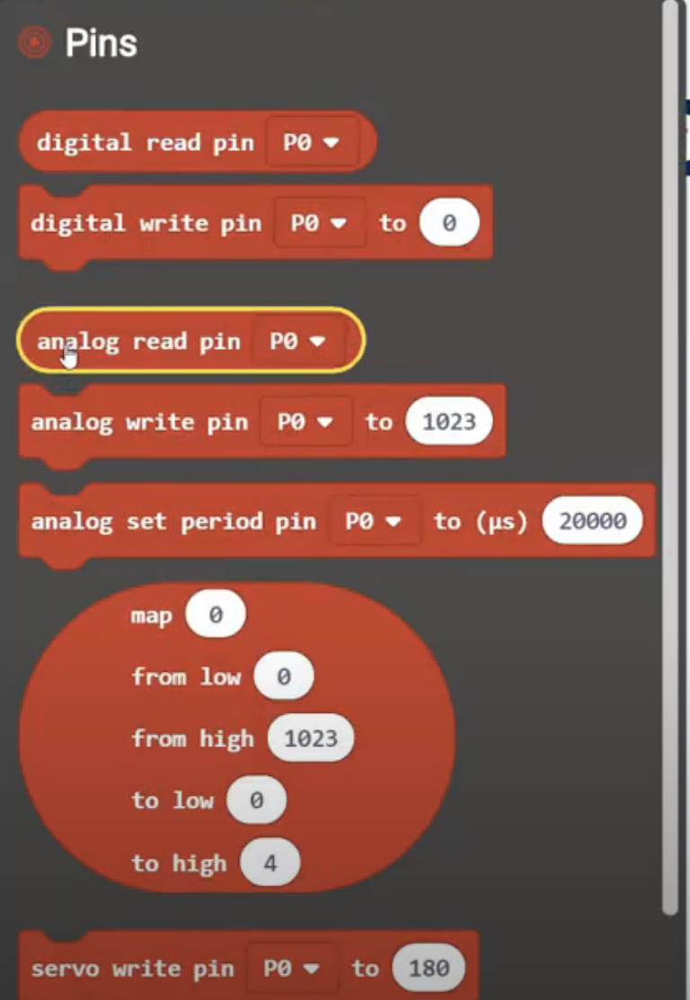 Pins
digital read pin P0
digital write pin P0 to 0
analog read pin P0
analog write pin P0 to 1023
analog set period pin P0 to (µs) 20000
map 0
from low 0
from high 1023
to low 0
to high 4
servo write pin P0 to 180